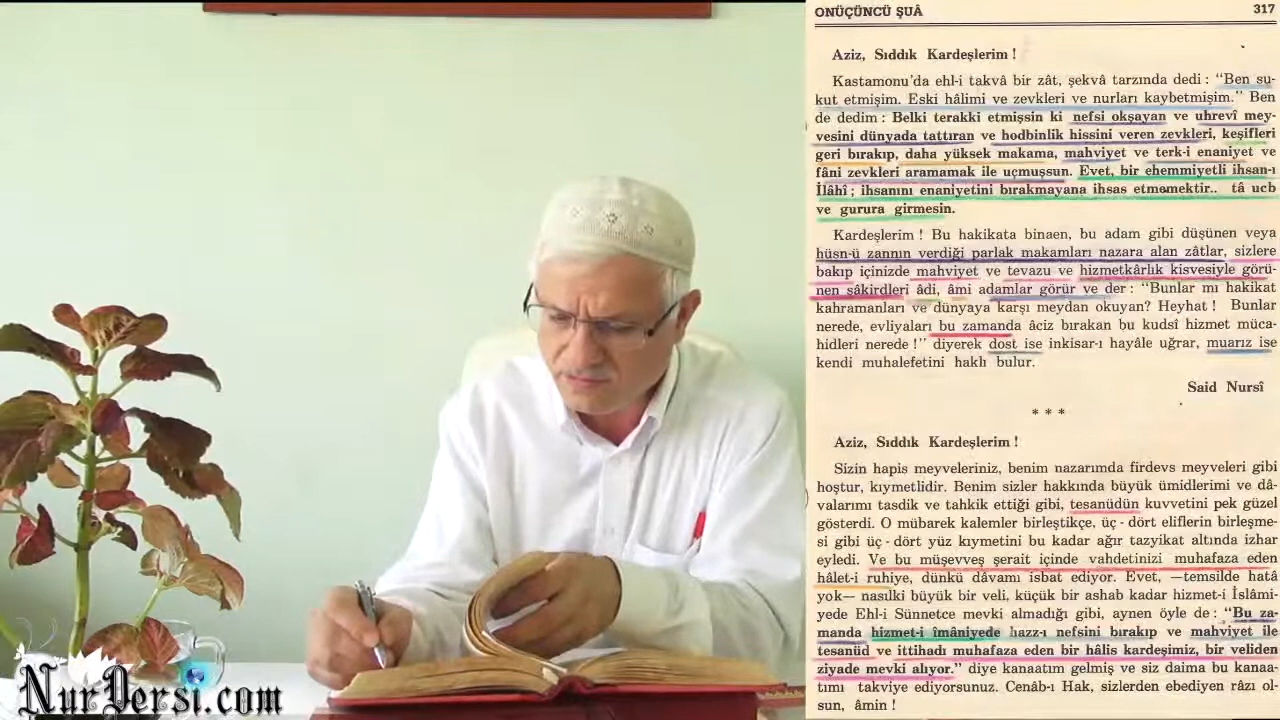 ONÜÇÜNCÜ ŞUÂ 317
Aziz, Sıddık Kardeşlerim !
Kastamonu'da ehl-i takvâ bir zât, şekvâ tarzında dedi : "Ben su-
kut etmişim. Eski hâlimi ve zevkleri ve nurları kaybetmişim." Ben
de dedim : Belki terakki etmişsin ki nefsi okşayan ve uhrevî mey-
vesini dünyada tattıran ve hodbinlik hissini veren zevkleri, keşifleri
geri bırakıp, daha yüksek makama, mahviyet ve terk-i enaniyet ve
fâni zevkleri aramamak ile uçmuşsun. Evet, bir ehemmiyetli ihsan-ı
İlâhî ; ihsanını enaniyetini bırakmayana ihsas etmemektir.. tâ ucb
ve gurura girmesin.
Kardeşlerim ! Bu hakikata binaen, bu adam gibi düşünen veya
hüsn-ü zannın verdiği parlak makamları nazara alan zâtlar, sizlere
bakıp içinizde mahviyet ve tevazu ve hizmetkârlık kisvesiyle görü-
nen sâkirdleri âdi, âmi adamlar görür ve der : "Bunlar mı hakikat
kahramanları ve dünyaya karşı meydan okuyan? Heyhat ! Bunlar
nerede, evliyaları bu zamanda âciz bırakan bu kudsî hizmet müca-
hidleri nerede !" diyerek dost ise inkisar-ı hayâle uğrar, muarız ise
kendi muhalefetini haklı bulur.
Said Nursî
* * *
Aziz, Sıddık Kardeşlerim !
Sizin hapis meyveleriniz, benim nazarımda firdevs meyveleri gibi
hoştur, kıymetlidir. Benim sizler hakkında büyük ümidlerimi ve dâ-
valarımı tasdik ve tahkik ettiği gibi, tesanüdün kuvvetini pek güzel
gösterdi. O mübarek kalemler birleştikçe, üç - dört eliflerin birleşme-
si gibi üç - dört yüz kıymetini bu kadar ağır tazyikat altında izhar
eyledi. Ve bu müşevveş şerait içinde vahdetinizi muhafaza eden
hâlet-i ruhiye, dünkü dâvamı isbat ediyor. Evet, —temsilde hatâ
yok— nasılki büyük bir veli, küçük bir ashab kadar hizmet-i İslâmi-
yede Ehl-i Sünnetce mevki almadığı gibi, aynen öyle de : "Bu za-
manda hizmet-i îmâniyede hazz-ı nefsini bırakıp ve mahviyet ile
tesanüd ve ittihadı muhafaza eden bir hâlis kardeşimiz, bir veliden
ziyade mevki alıyor." diye kanaatım gelmiş ve siz daima bu kanaa-
tımı takviye ediyorsunuz. Cenâb-ı Hak, sizlerden ebediyen râzı ol-
sun, âmin !
NurDersi.com